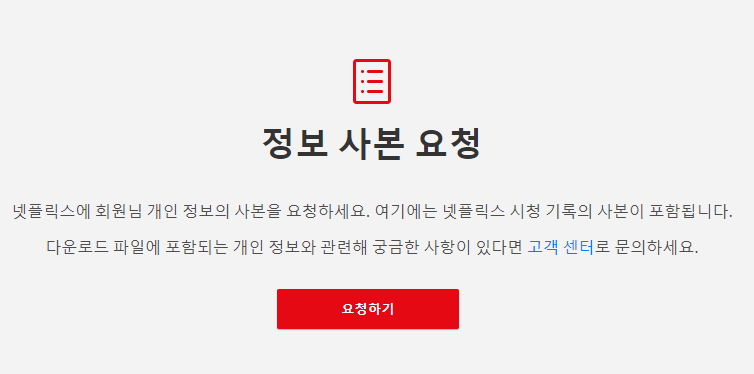 정보 사본 요청
넷플릭스에 회원님 개인 정보의 사본을 요청하세요. 여기에는 넷플릭스 시청 기록의 사본이 포함됩니다.
다운로드 파일에 포함되는 개인 정보와 관련해 궁금한 사항이 있다면 고객 센터로 문의하세요.
요청하기